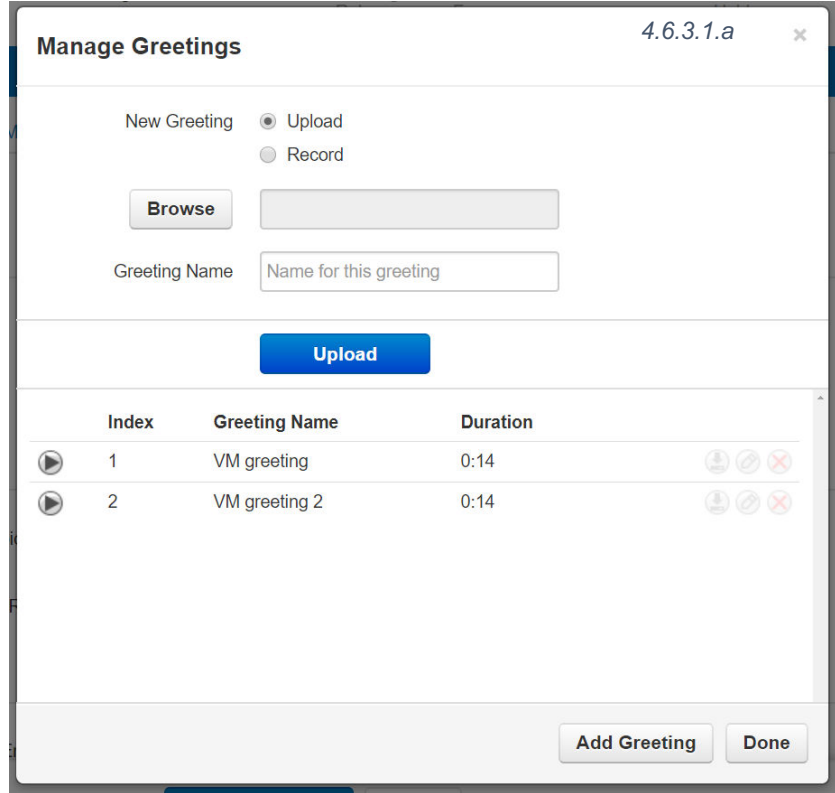 4.6.3.1.a
Manage Greetings
×
New Greeting
Upload
Record
Browse
Greeting Name
Name for this greeting
Upload
Index Greeting Name Duration
1 VM greeting 0:14
2 VM greeting 2 0:14
Add Greeting Done